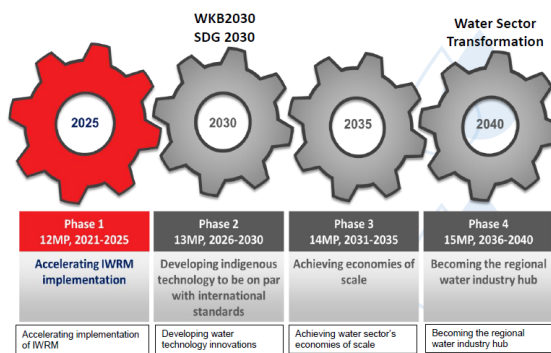 WKB2030
SDG 2030
Water Sector
Transformation
2025
2030
2035
2040
Phase 1
12MP, 2021-2025
Phase 2
13MP, 2026-2030
Phase 3
14MP, 2031-2035
Phase 4
15MP, 2036-2040
Accelerating IWRM
implementation
Developing indigenous
technology to be on par
with international
standards
Achieving economies of
scale
Becoming the regional
water industry hub
Accelerating implementation
of IWRM
Developing water
technology innovations
Achieving water sector's
economies of scale
Becoming the regional
water industry hub